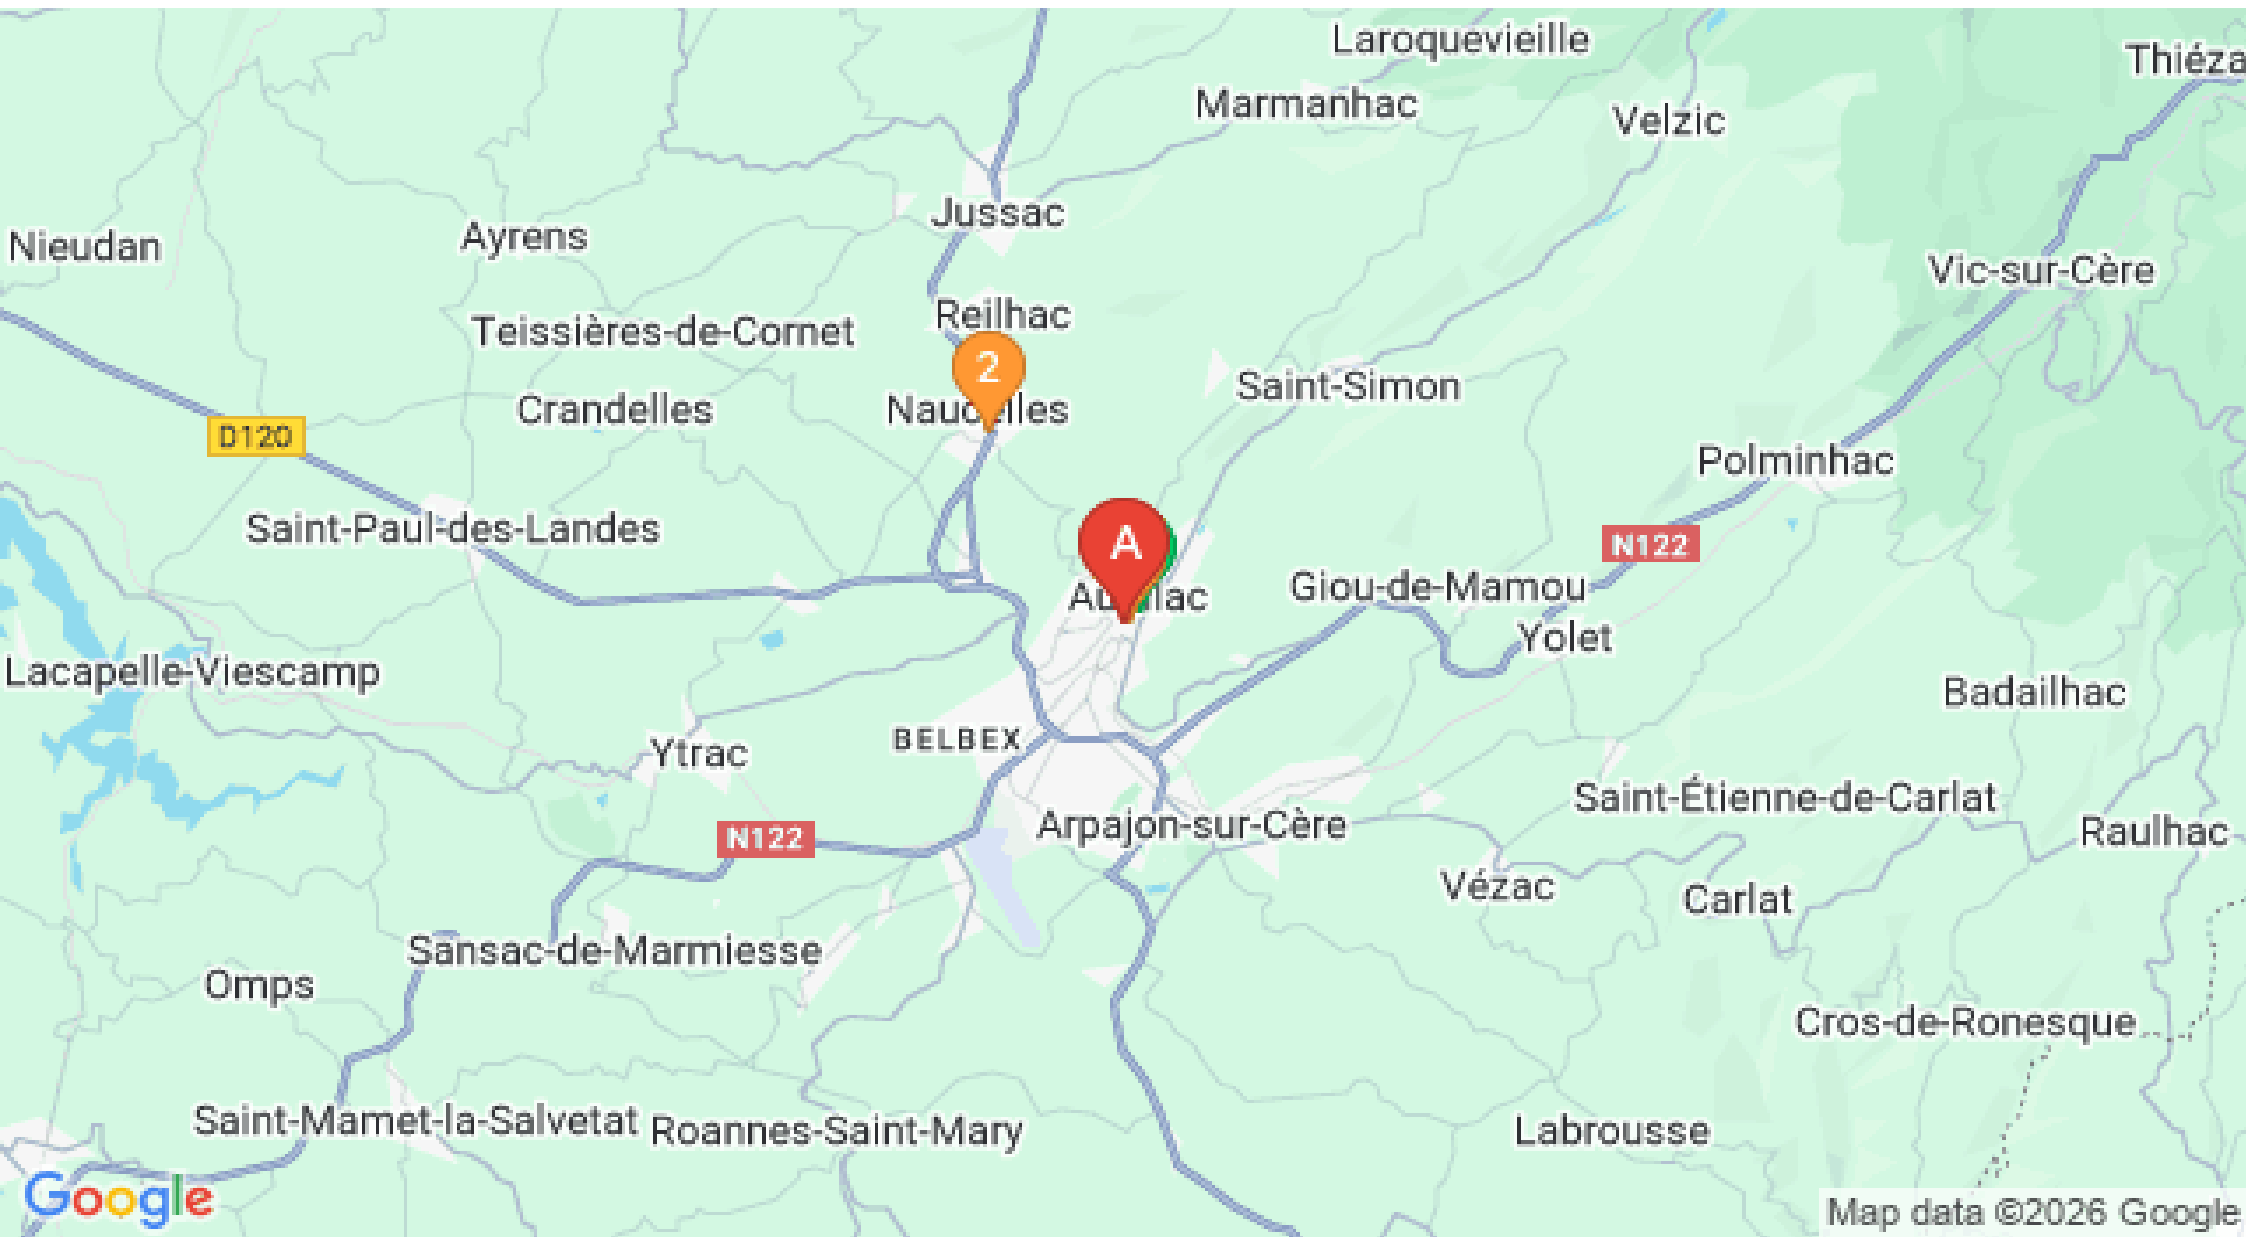 Laroquevieille
Thiéza
Marmanhac
Velzic
Jussac
Ayrens
Nieudan
Vic-sur-Cère
Reilhac
Teissières-de-Cornet
2
Saint-Simon
Crandelles
D120
Polminhac
Saint-Paul-des-Landes
A
N122
Giou-de-Mamou
Yolet
Lacapelle-Viescamp
Badailhac
BELBEX
Ytrac
Saint-Étienne-de-Carlat
Arpajon-sur-Cère
Raulhac
N122
Vézac
Carlat
Sansac-de-Marmiesse
Omps
Cros-de-Ronesque
Saint-Mamet-la-Salvetat
Roannes-Saint-Mary
Labrousse
Google
Map data ©2026 Google